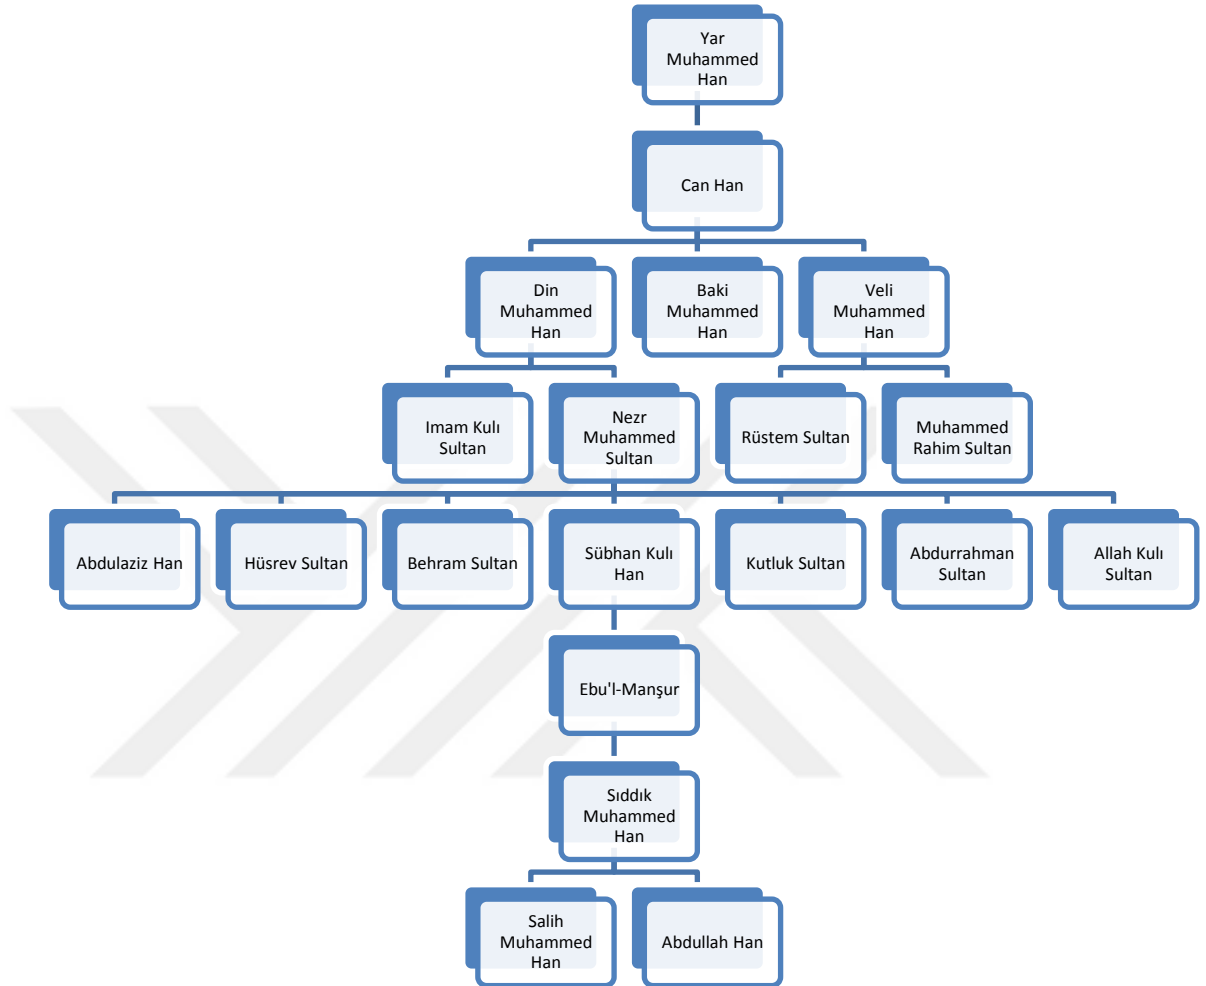 Yar
Muhammed
Han
Can Han
Din
Muhammed
Han
Baki
Muhammed
Han
Veli
Muhammed
Han
Imam Kulı
Sultan
Nezr
Muhammed
Sultan
Rüstem Sultan
Muhammed
Rahim Sultan
Abdulaziz Han
Hüsrev Sultan
Behram Sultan
Sübhan Kulı
Han
Kutluk Sultan
Abdurrahman
Sultan
Allah Kulı
Sultan
Ebu'l-Manşur
Sıddık
Muhammed
Han
Salih
Muhammed
Han
Abdullah Han